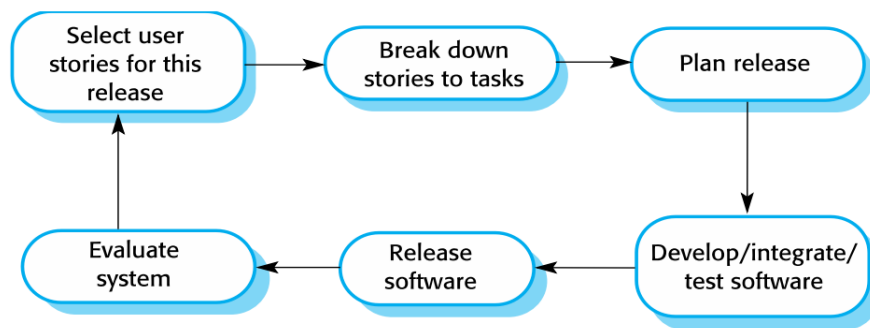 Select user
stories for this
release
Break down
stories to tasks
Plan release
Evaluate
system
Release
software
Develop/integrate/
test software